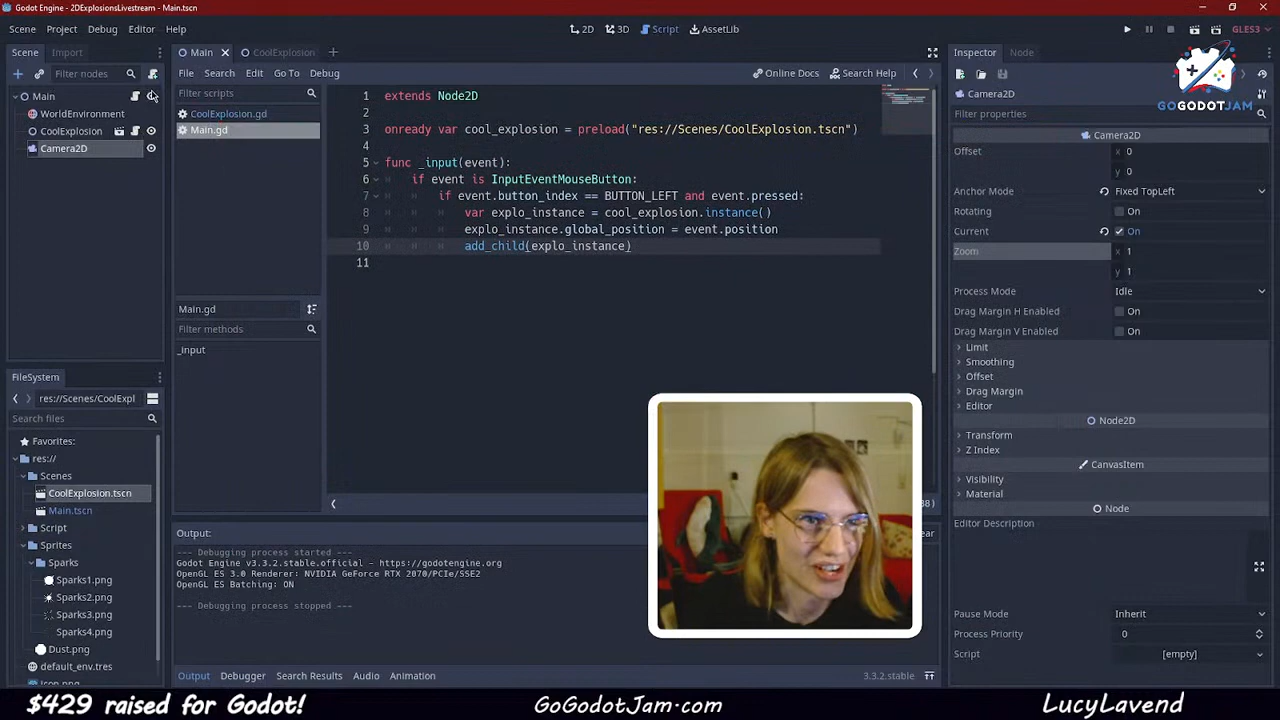 Godot Engine - 2DExplosionsLivestream - Main.tscn
Scene Project Debug Editor Help
2D 3D Script AssetLib
GLES3
Scene Import
Filter nodes
Main
WorldEnvironment
CoolExplosion
Camera2D
Main CoolExplosion
File Search Edit Go To Debug
Online Docs Search Help
Filter scripts
CoolExplosion.gd
Main.gd
Main.gd
Filter methods
_input
1 extends Node2D
2
3 onready var cool_explosion = preload("res://Scenes/CoolExplosion.tscn")
4
5 func _input(event):
6 if event is InputEventMouseButton:
7 if event.button_index == BUTTON_LEFT and event.pressed:
8 var explo_instance = cool_explosion.instance()
9 explo_instance.global_position = event.position
10 add_child(explo_instance)
11
38)
FileSystem
res://Scenes/CoolExpl
Search files
Favorites:
res://
Scenes
CoolExplosion.tscn
Main.tscn
Script
Sprites
Sparks
Sparks1.png
Sparks2.png
Sparks3.png
Sparks4.png
Dust.png
default_env.tres
icon.png
Output:
ear
--- Debugging process started ---
Godot Engine v3.3.2.stable.official - https://godotengine.org
OpenGL ES 3.0 Renderer: NVIDIA GeForce RTX 2070/PCIe/SSE2
OpenGL ES Batching: ON
--- Debugging process stopped ---
Output Debugger Search Results Audio Animation
3.3.2.stable
Inspector Node
GOGODOTJAM
Camera2D
Filter properties
Camera2D
Offset x 0
y 0
Anchor Mode Fixed TopLeft
Rotating On
Current On
Zoom x 1
y 1
Process Mode Idle
Drag Margin H Enabled On
Drag Margin V Enabled On
Limit
Smoothing
Offset
Drag Margin
Editor
Node2D
Transform
Z Index
CanvasItem
Visibility
Material
Node
Editor Description
Pause Mode Inherit
Process Priority 0
Script [empty]
$429 raised for Godot!
GoGodotJam.com
LucyLavend